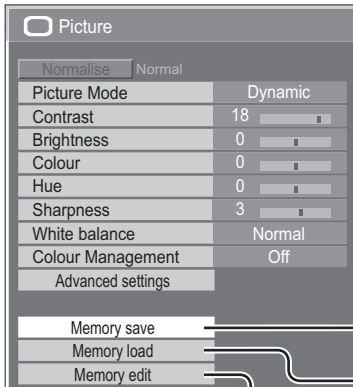 Picture
Normalise Normal
Picture Mode Dynamic
Contrast 18
Brightness 0
Colour 0
Hue 0
Sharpness 3
White balance Normal
Colour Management Off
Advanced settings
Memory save
Memory load
Memory edit